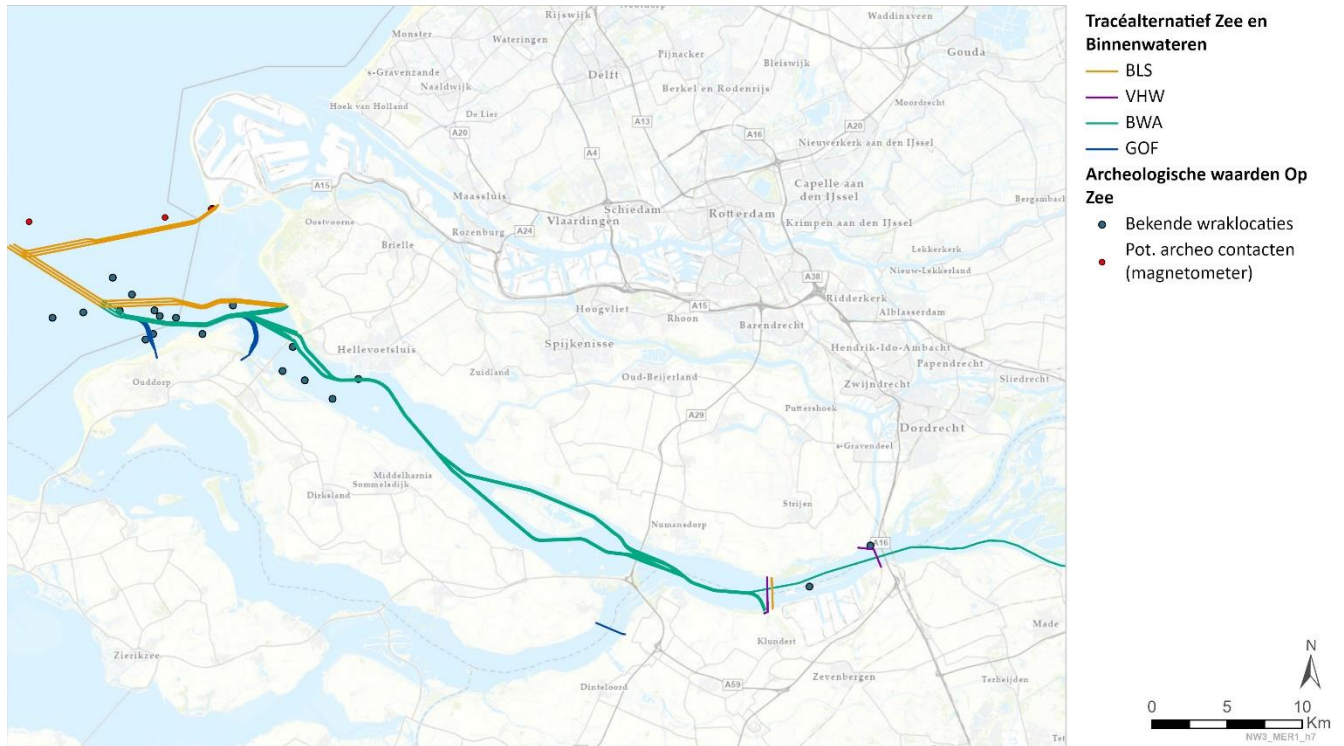 Rijswijk
Waddinxveen
Monster
Wateringen
Pijnacker
Bleiswijk
Gouda
's-Gravenzande
Delft
Naaldwijk
Berkel en Rodenrijs
Hoek van Holland
De Lier
Moordrecht
A20
A13
A20
A16
Nieuwerkerk aan den IJssel
A4
Maassluis
Capelle aan
den IJssel
A15
Schiedam
Bergambach
Vlaardingen
Rotterdam
Oostvoorne
Rozenburg
A24
Krimpen aan den IJssel
Brielle
Lekkerkerk
Nieuw-Lekkerland
A38
Hoogvliet
A15
Ridderkerk
Rhoon
Barendrecht
Alblasserdam
Spijkenisse
Hendrik-Ido-Ambacht
Hellevoetsluis
Papendrecht
Zuidland
Oud-Beijerland
Sliedrecht
Ouddorp
Zwijndrecht
Puttershoek
A29
Dordrecht
s-Gravendeel
Middelharnis
Sommelsdijk
Dirksland
Strijen
Numansdorp
A16
Klundert
Made
Zierikzee
Zevenbergen
Terheijden
Dinteloord
A59
Tet
Tracéalternatief Zee en
Binnenwateren
BLS
VHW
BWA
GOF
Archeologische waarden Op
Zee
Bekende wraklocaties
Pot. archeo contacten
(magnetometer)
N
0 5 10
Km
NW3_MER1_h7